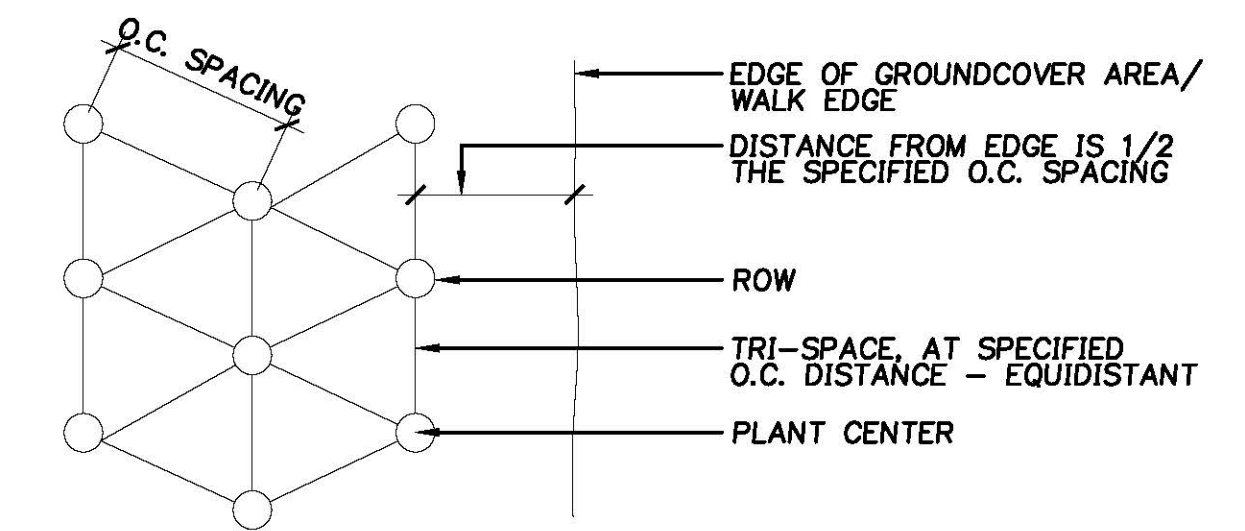 O.C. SPACING
EDGE OF GROUNDCOVER AREA/
WALK EDGE
DISTANCE FROM EDGE IS 1/2
THE SPECIFIED O.C. SPACING
ROW
TRI-SPACE, AT SPECIFIED
O.C. DISTANCE - EQUIDISTANT
PLANT CENTER